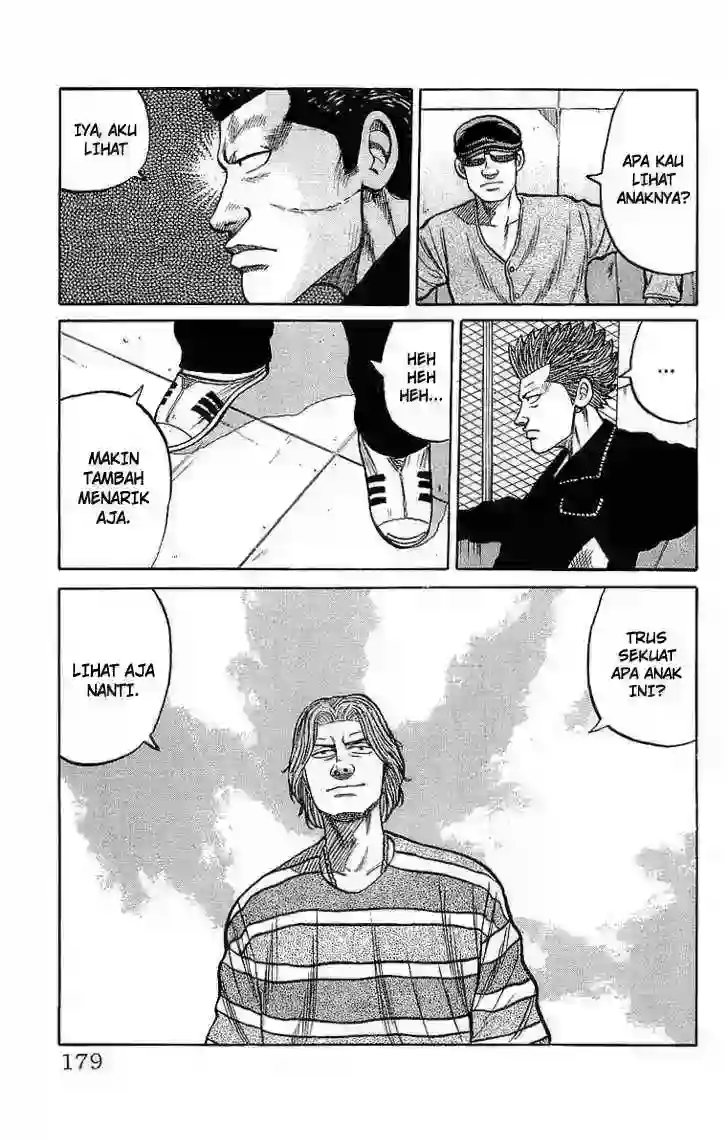 APA KAU
LIHAT
ANAKNYA?
IYA, AKU
LIHAT
...
HEH
HEH
HEH...
MAKIN
TAMBAH
MENARIK
AJA.
TRUS
SEKUAT
APA ANAK
INI?
LIHAT AJA
NANTI.
179